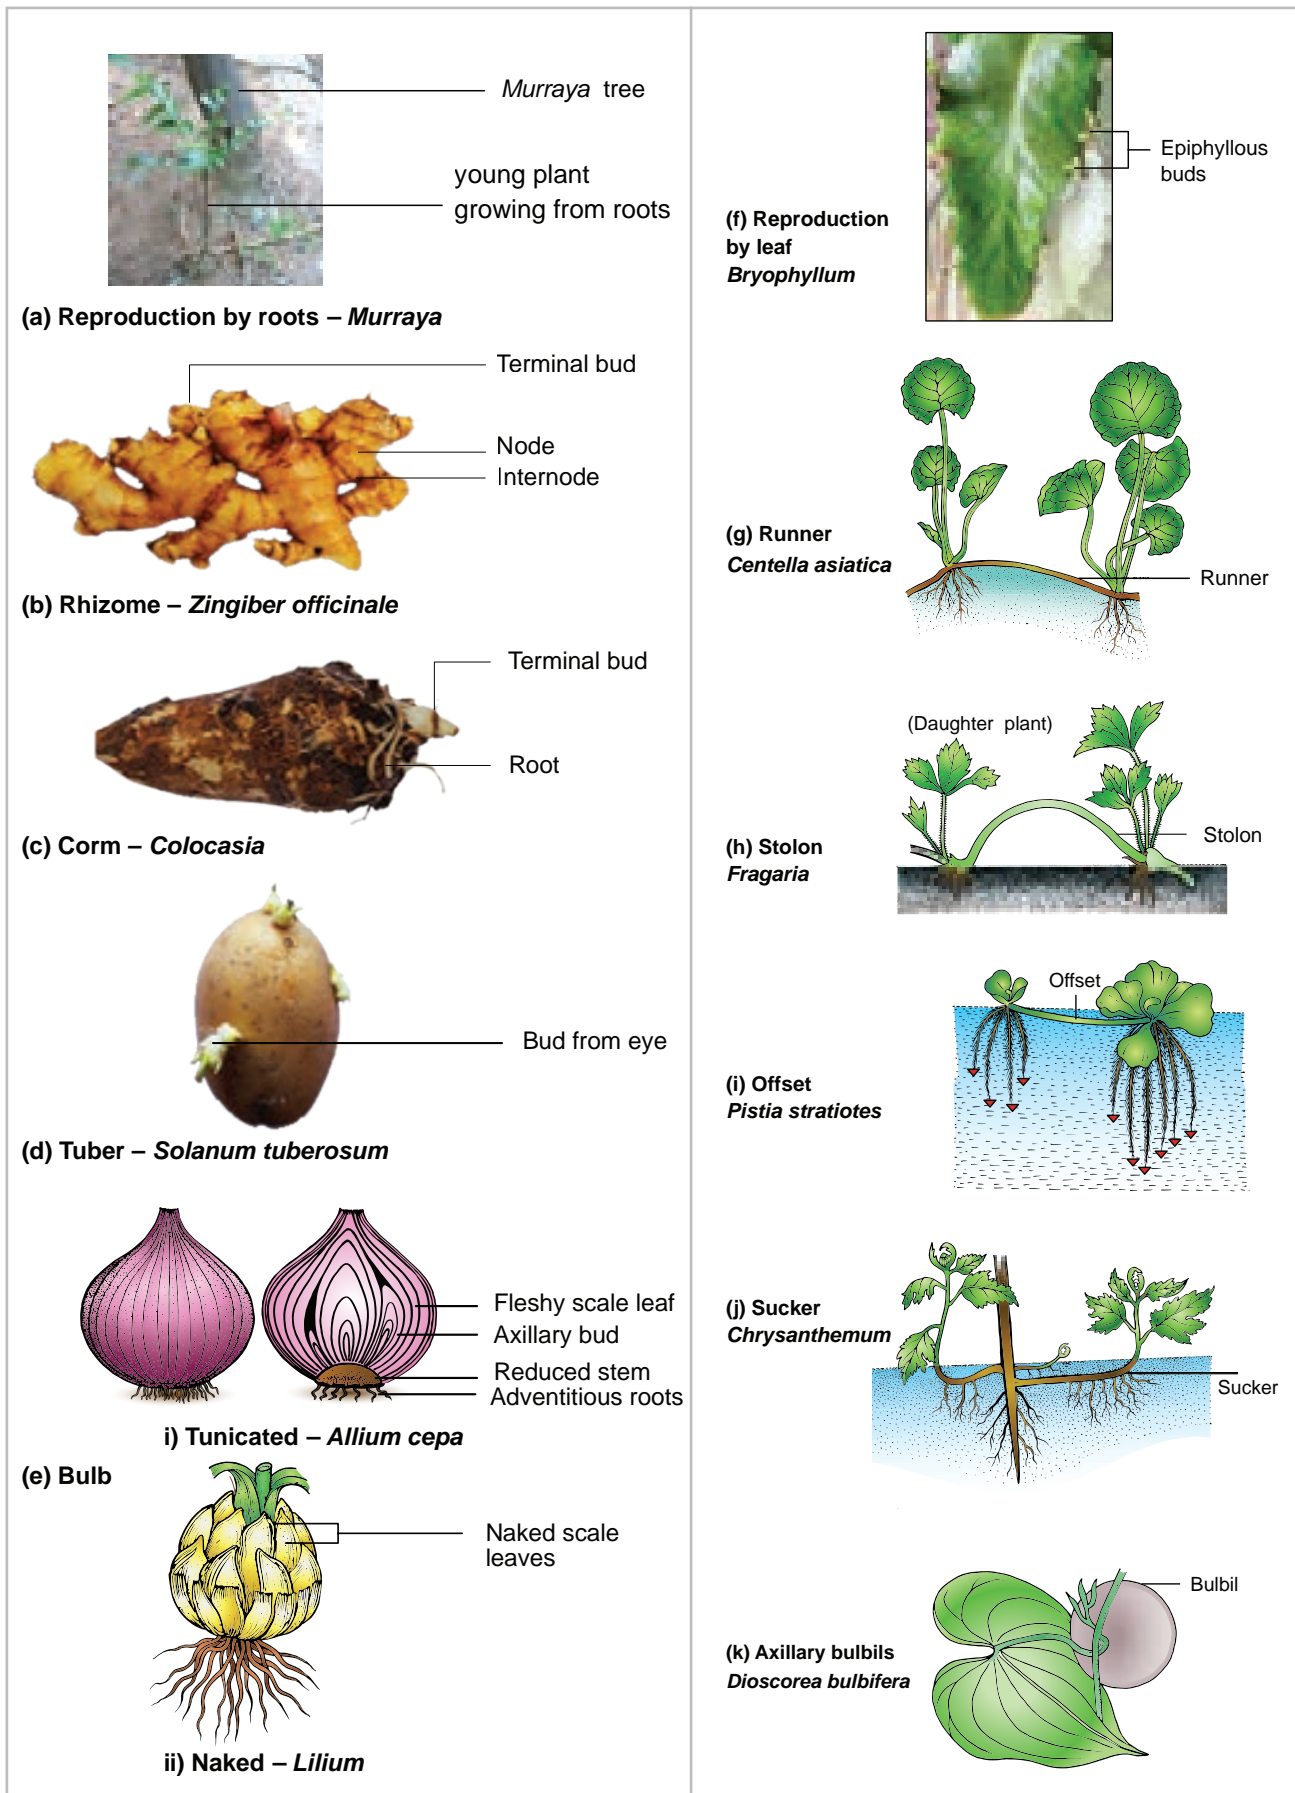 Murraya tree
young plant
growing from roots
(a) Reproduction by roots – Murraya
Terminal bud
Node
Internode
(b) Rhizome – Zingiber officinale
Terminal bud
Root
(c) Corm – Colocasia
Bud from eye
(d) Tuber – Solanum tuberosum
Fleshy scale leaf
Axillary bud
Reduced stem
Adventitious roots
i) Tunicated – Allium cepa
(e) Bulb
Naked scale
leaves
ii) Naked – Lilium
Epiphyllous
buds
(f) Reproduction
by leaf
Bryophyllum
(g) Runner
Centella asiatica
Runner
(Daughter plant)
Stolon
(h) Stolon
Fragaria
Offset
(i) Offset
Pistia stratiotes
(j) Sucker
Chrysanthemum
Sucker
Bulbil
(k) Axillary bulbils
Dioscorea bulbifera